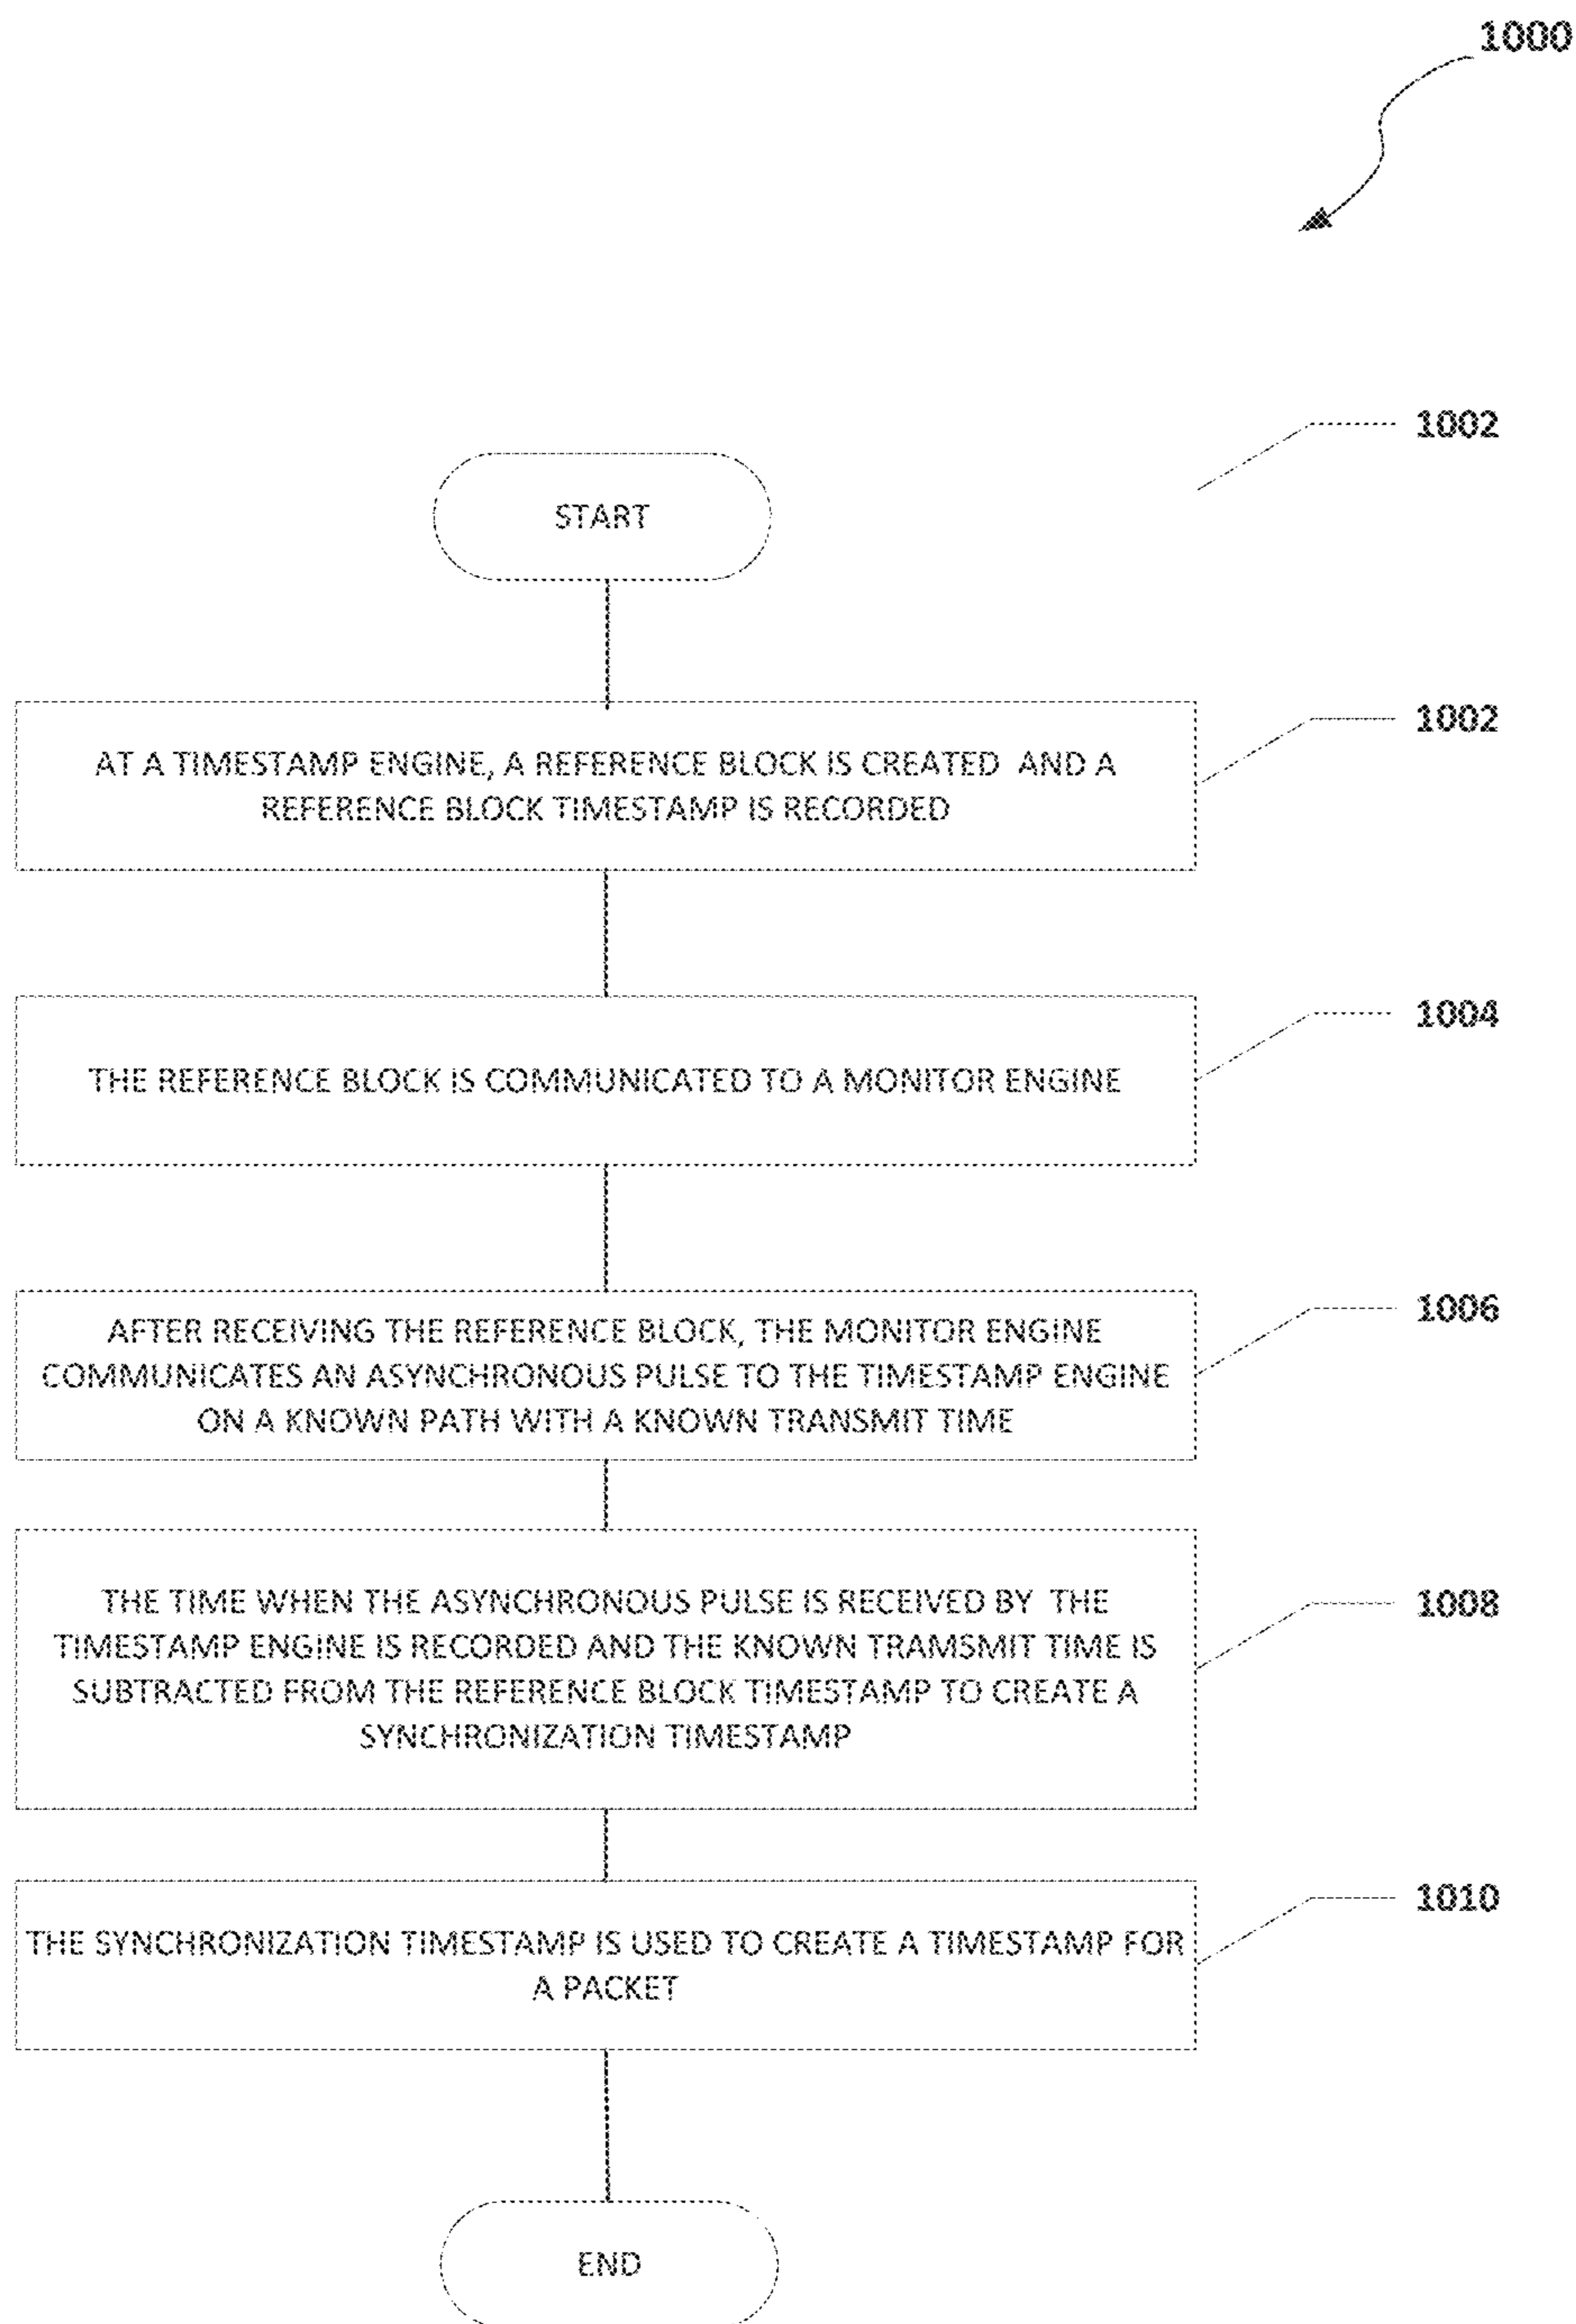 1000
1002
START
1002
AT A TIMESTAMP ENGINE, A REFERENCE BLOCK IS CREATED AND A
REFERENCE BLOCK TIMESTAMP IS RECORDED
1004
THE REFERENCE BLOCK IS COMMUNICATED TO A MONITOR ENGINE
1006
AFTER RECEIVING THE REFERENCE BLOCK, THE MONITOR ENGINE
COMMUNICATES AN ASYNCHRONOUS PULSE TO THE TIMESTAMP ENGINE
ON A KNOWN PATH WITH A KNOWN TRANSMIT TIME
1008
THE TIME WHEN THE ASYNCHRONOUS PULSE IS RECEIVED BY THE
TIMESTAMP ENGINE IS RECORDED AND THE KNOWN TRAMSMIT TIME IS
SUBTRACTED FROM THE REFERENCE BLOCK TIMESTAMP TO CREATE A
SYNCHRONIZATION TIMESTAMP
1010
THE SYNCHRONIZATION TIMESTAMP IS USED TO CREATE A TIMESTAMP FOR
A PACKET
END